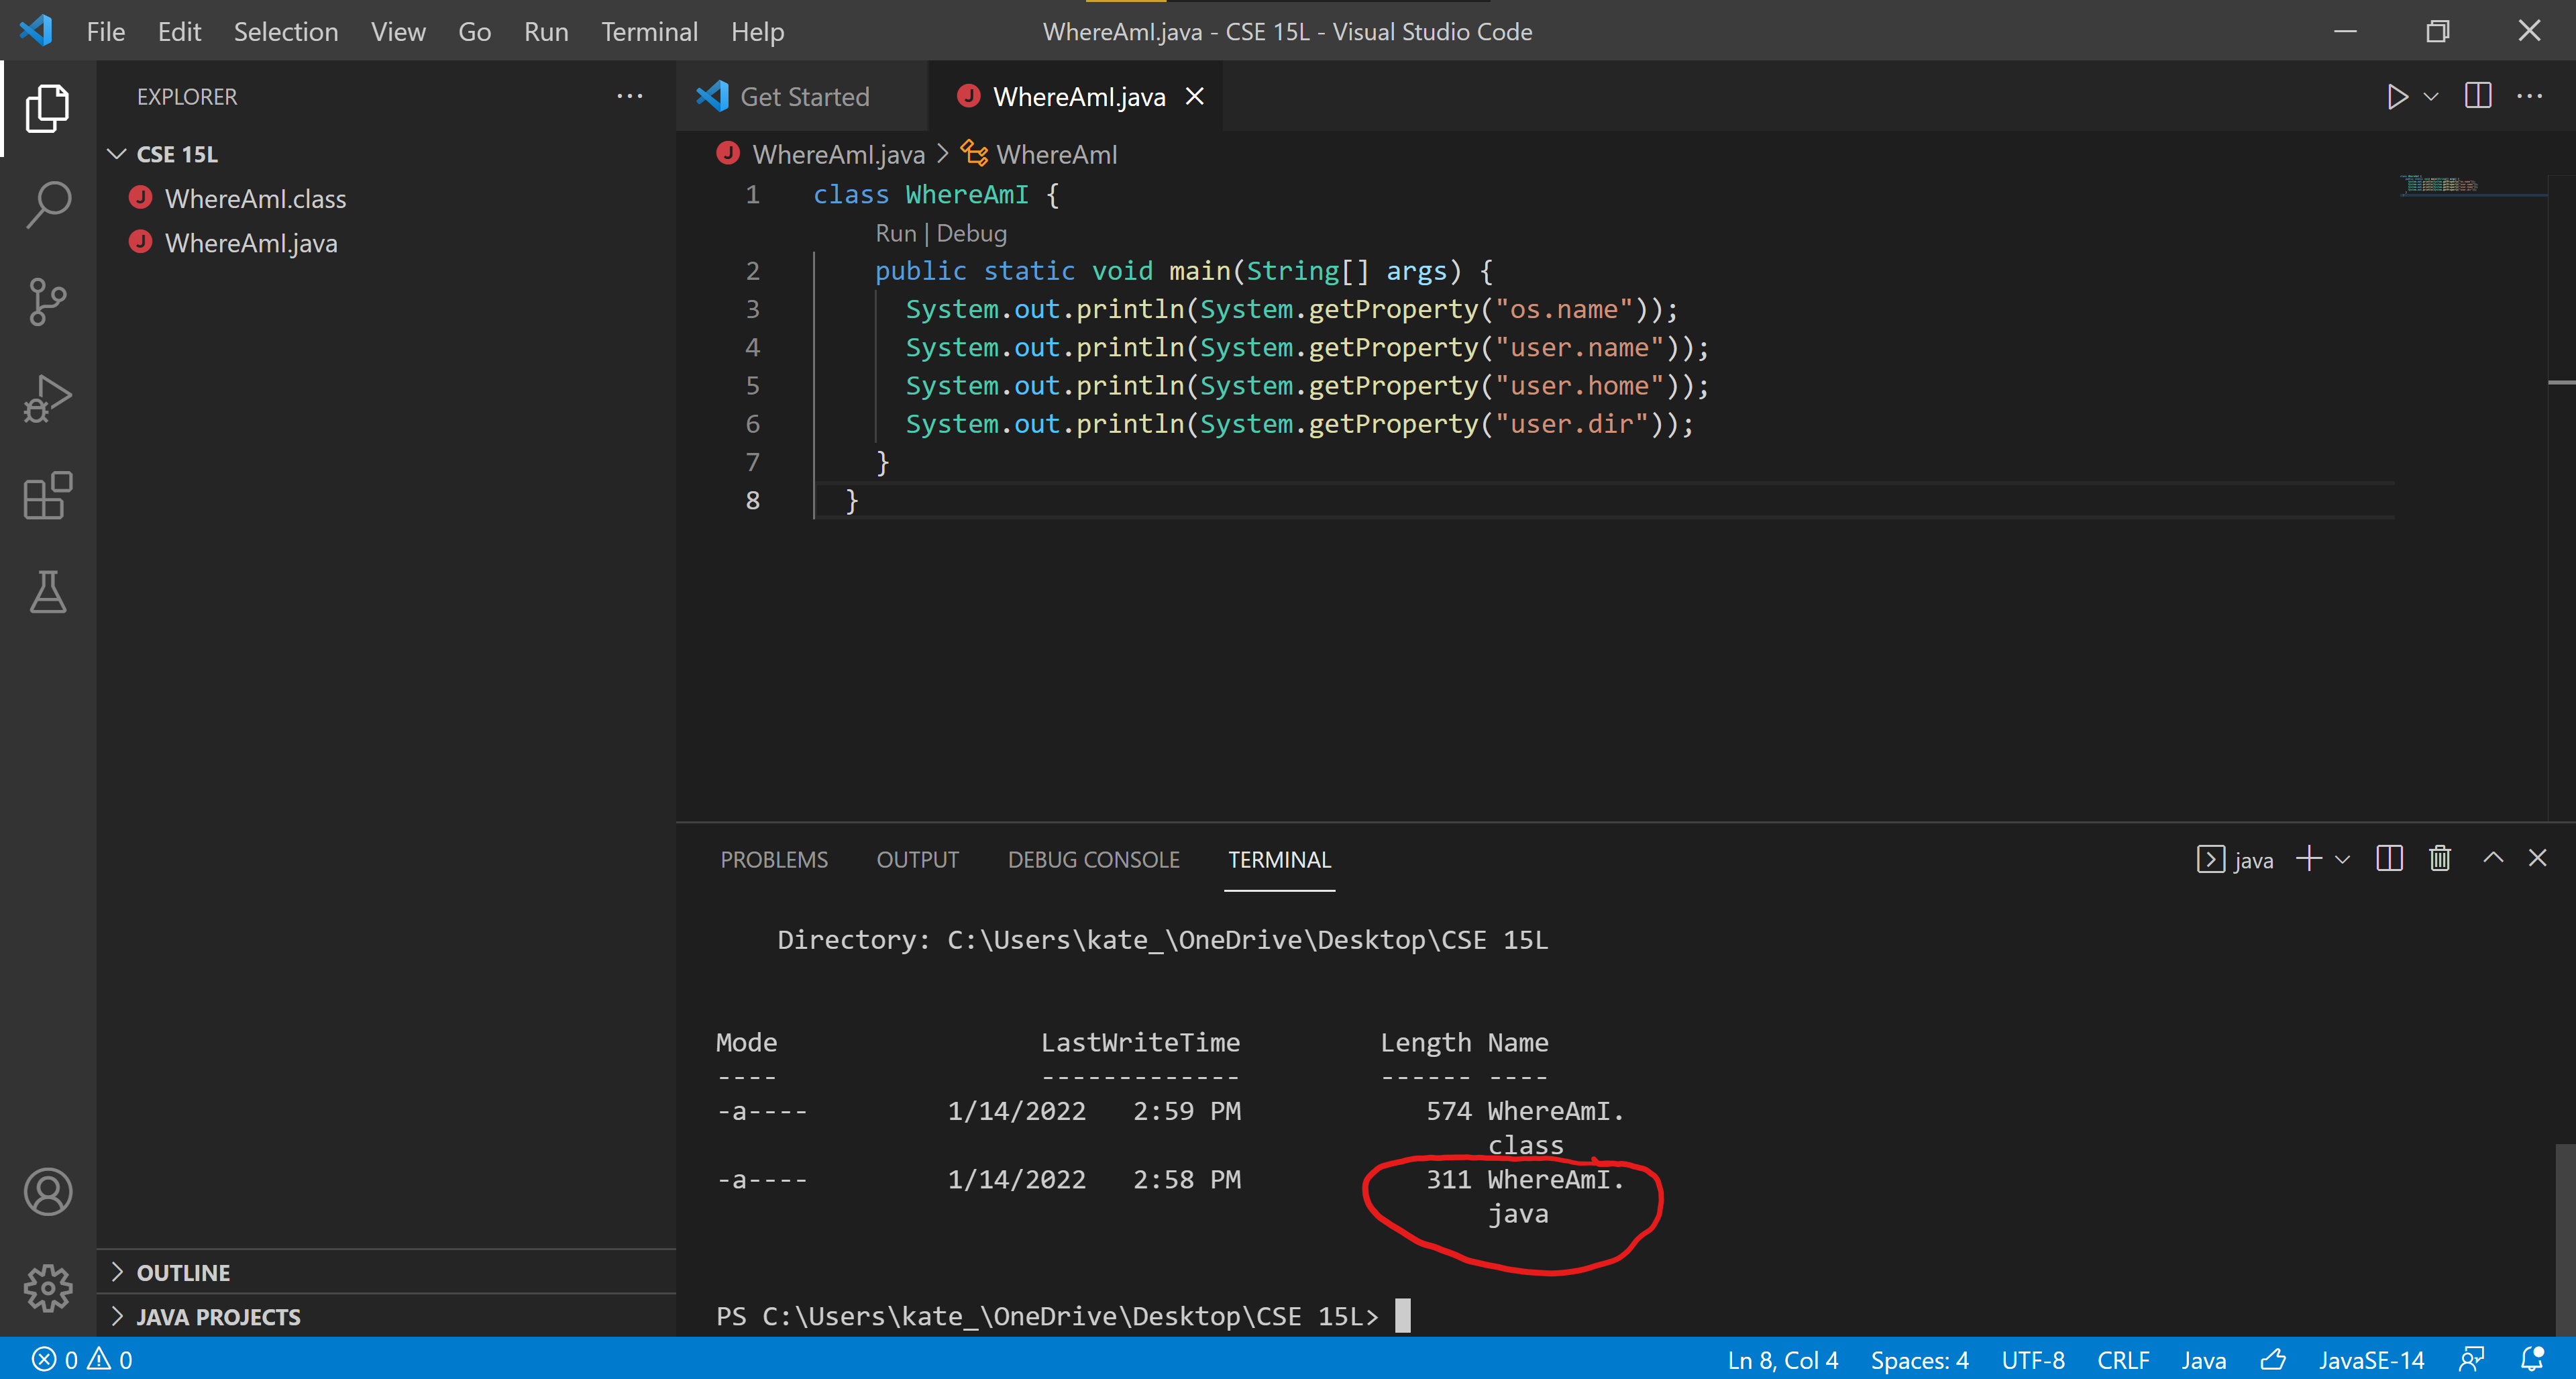 File Edit Selection View Go Run Terminal Help
WhereAmI.java - CSE 15L - Visual Studio Code
EXPLORER
CSE 15L
WhereAmI.class
WhereAmI.java
OUTLINE
JAVA PROJECTS
Get Started
WhereAmI.java
WhereAmI.java > WhereAmI
1 class WhereAmI {
Run | Debug
2 public static void main(String[] args) {
3 System.out.println(System.getProperty("os.name"));
4 System.out.println(System.getProperty("user.name"));
5 System.out.println(System.getProperty("user.home"));
6 System.out.println(System.getProperty("user.dir"));
7 }
8 }
PROBLEMS OUTPUT DEBUG CONSOLE TERMINAL
java
Directory: C:\Users\kate_\OneDrive\Desktop\CSE 15L
Mode LastWriteTime Length Name
---- ------------- ------ ----
-a---- 1/14/2022 2:59 PM 574 WhereAmI.
class
-a---- 1/14/2022 2:58 PM 311 WhereAmI.
java
PS C:\Users\kate_\OneDrive\Desktop\CSE 15L>
0 0 Ln 8, Col 4 Spaces: 4 UTF-8 CRLF Java JavaSE-14